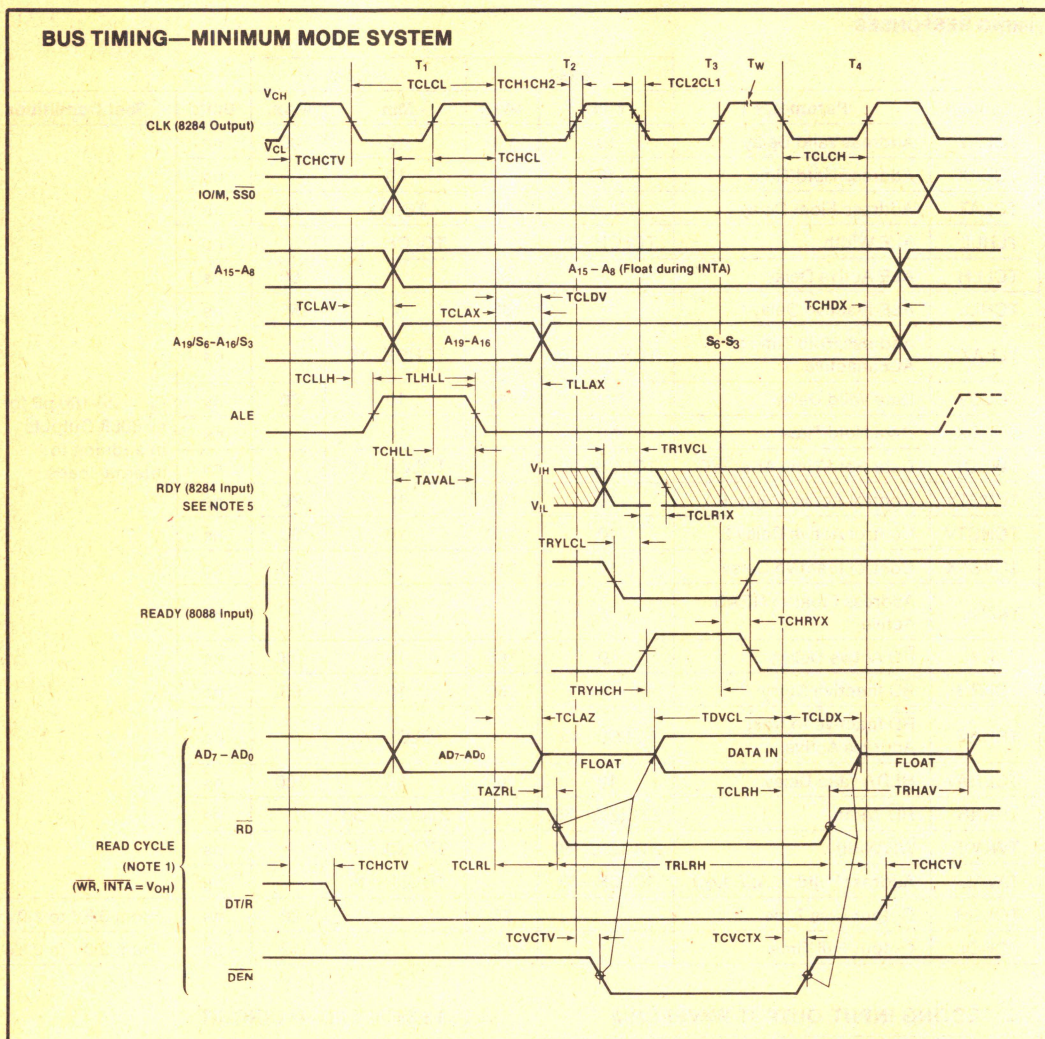 BUS TIMING—MINIMUM MODE SYSTEM
T1 T2 T3 TW T4
TCLCL TCH1CH2 TCL2CL1
VCH
CLK (8284 Output)
VCL
TCHCTV TCHCL TCLCH
IO/M, SS0
A15–A8 A15 – A8 (Float during INTA)
TCLDV
TCLAV TCLAX TCHDX
A19/S6–A16/S3 A19–A16 S6-S3
TCLLH TLHLL TLLAX
ALE
TCHLL TR1VCL
TAVAL VIH
RDY (8284 Input)
SEE NOTE 5 VIL
TCLR1X
TRYLCL
READY (8088 Input)
TCHRYX
TRYHCH
TCLAZ TDVCL TCLDX
AD7 – AD0 AD7-AD0 FLOAT DATA IN FLOAT
TAZRL TCLRH TRHAV
RD
READ CYCLE
(NOTE 1)
(WR, INTA = VOH)
TCHCTV TCLRL TRLRH TCHCTV
DT/R
TCVCTV TCVCTX
DEN